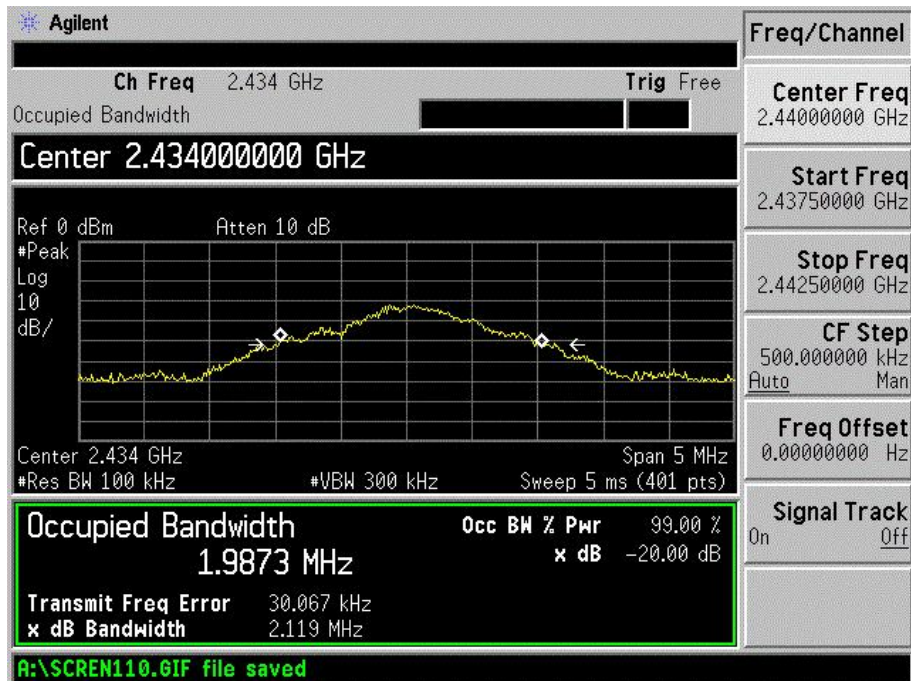 Agilent
Freq/Channel
Ch Freq 2.434 GHz Trig Free
Occupied Bandwidth
Center 2.434000000 GHz
Ref 0 dBm Atten 10 dB
#Peak
Log
10
dB/
Center 2.434 GHz Span 5 MHz
#Res BW 100 kHz #VBW 300 kHz Sweep 5 ms (401 pts)
Occupied Bandwidth
1.9873 MHz
Occ BW % Pwr 99.00 %
x dB -20.00 dB
Transmit Freq Error 30.067 kHz
x dB Bandwidth 2.119 MHz
A:\SCREN110.GIF file saved
Center Freq
2.44000000 GHz
Start Freq
2.43750000 GHz
Stop Freq
2.44250000 GHz
CF Step
500.000000 kHz
Auto Man
Freq Offset
0.00000000 Hz
Signal Track
On Off